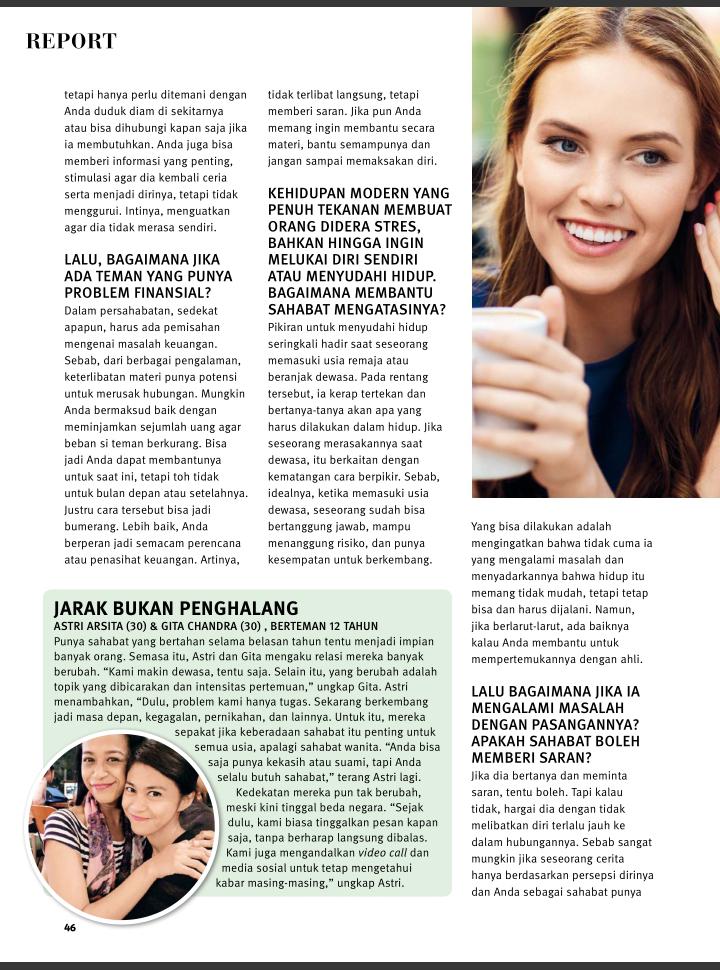 REPORT
tetapi hanya perlu ditemani dengan
Anda duduk diam di sekitarnya
atau bisa dihubungi kapan saja jika
ia membutuhkan. Anda juga bisa
memberi informasi yang penting,
stimulasi agar dia kembali ceria
serta menjadi dirinya, tetapi tidak
menggurui. Intinya, menguatkan
agar dia tidak merasa sendiri.
LALU, BAGAIMANA JIKA
ADA TEMAN YANG PUNYA
PROBLEM FINANSIAL?
Dalam persahabatan, sedekat
apapun, harus ada pemisahan
mengenai masalah keuangan.
Sebab, dari berbagai pengalaman,
keterlibatan materi punya potensi
untuk merusak hubungan. Mungkin
Anda bermaksud baik dengan
meminjamkan sejumlah uang agar
beban si teman berkurang. Bisa
jadi Anda dapat membantunya
untuk saat ini, tetapi toh tidak
untuk bulan depan atau setelahnya.
Justru cara tersebut bisa jadi
bumerang. Lebih baik, Anda
berperan jadi semacam perencana
atau penasihat keuangan. Artinya,
tidak terlibat langsung, tetapi
memberi saran. Jika pun Anda
memang ingin membantu secara
materi, bantu semampunya dan
jangan sampai memaksakan diri.
KEHIDUPAN MODERN YANG
PENUH TEKANAN MEMBUAT
ORANG DIDERA STRES,
BAHKAN HINGGA INGIN
MELUKAI DIRI SENDIRI
ATAU MENYUDAHI HIDUP.
BAGAIMANA MEMBANTU
SAHABAT MENGATASINYA?
Pikiran untuk menyudahi hidup
seringkali hadir saat seseorang
memasuki usia remaja atau
beranjak dewasa. Pada rentang
tersebut, ia kerap tertekan dan
bertanya-tanya akan apa yang
harus dilakukan dalam hidup. Jika
seseorang merasakannya saat
dewasa, itu berkaitan dengan
kematangan cara berpikir. Sebab,
idealnya, ketika memasuki usia
dewasa, seseorang sudah bisa
bertanggung jawab, mampu
menanggung risiko, dan punya
kesempatan untuk berkembang.
Yang bisa dilakukan adalah
mengingatkan bahwa tidak cuma ia
yang mengalami masalah dan
menyadarkannya bahwa hidup itu
memang tidak mudah, tetapi tetap
bisa dan harus dijalani. Namun,
jika berlarut-larut, ada baiknya
kalau Anda membantu untuk
mempertemukannya dengan ahli.
LALU BAGAIMANA JIKA IA
MENGALAMI MASALAH
DENGAN PASANGANNYA?
APAKAH SAHABAT BOLEH
MEMBERI SARAN?
Jika dia bertanya dan meminta
saran, tentu boleh. Tapi kalau
tidak, hargai dia dengan tidak
melibatkan diri terlalu jauh ke
dalam hubungannya. Sebab sangat
mungkin jika seseorang cerita
hanya berdasarkan persepsi dirinya
dan Anda sebagai sahabat punya
JARAK BUKAN PENGHALANG
ASTRI ARSITA (30) & GITA CHANDRA (30) , BERTEMAN 12 TAHUN
Punya sahabat yang bertahan selama belasan tahun tentu menjadi impian
banyak orang. Semasa itu, Astri dan Gita mengaku relasi mereka banyak
berubah. “Kami makin dewasa, tentu saja. Selain itu, yang berubah adalah
topik yang dibicarakan dan intensitas pertemuan,” ungkap Gita. Astri
menambahkan, “Dulu, problem kami hanya tugas. Sekarang berkembang
jadi masa depan, kegagalan, pernikahan, dan lainnya. Untuk itu, mereka
sepakat jika keberadaan sahabat itu penting untuk
semua usia, apalagi sahabat wanita. “Anda bisa
saja punya kekasih atau suami, tapi Anda
selalu butuh sahabat,” terang Astri lagi.
Kedekatan mereka pun tak berubah,
meski kini tinggal beda negara. “Sejak
dulu, kami biasa tinggalkan pesan kapan
saja, tanpa berharap langsung dibalas.
Kami juga mengandalkan video call dan
media sosial untuk tetap mengetahui
kabar masing-masing,” ungkap Astri.
46